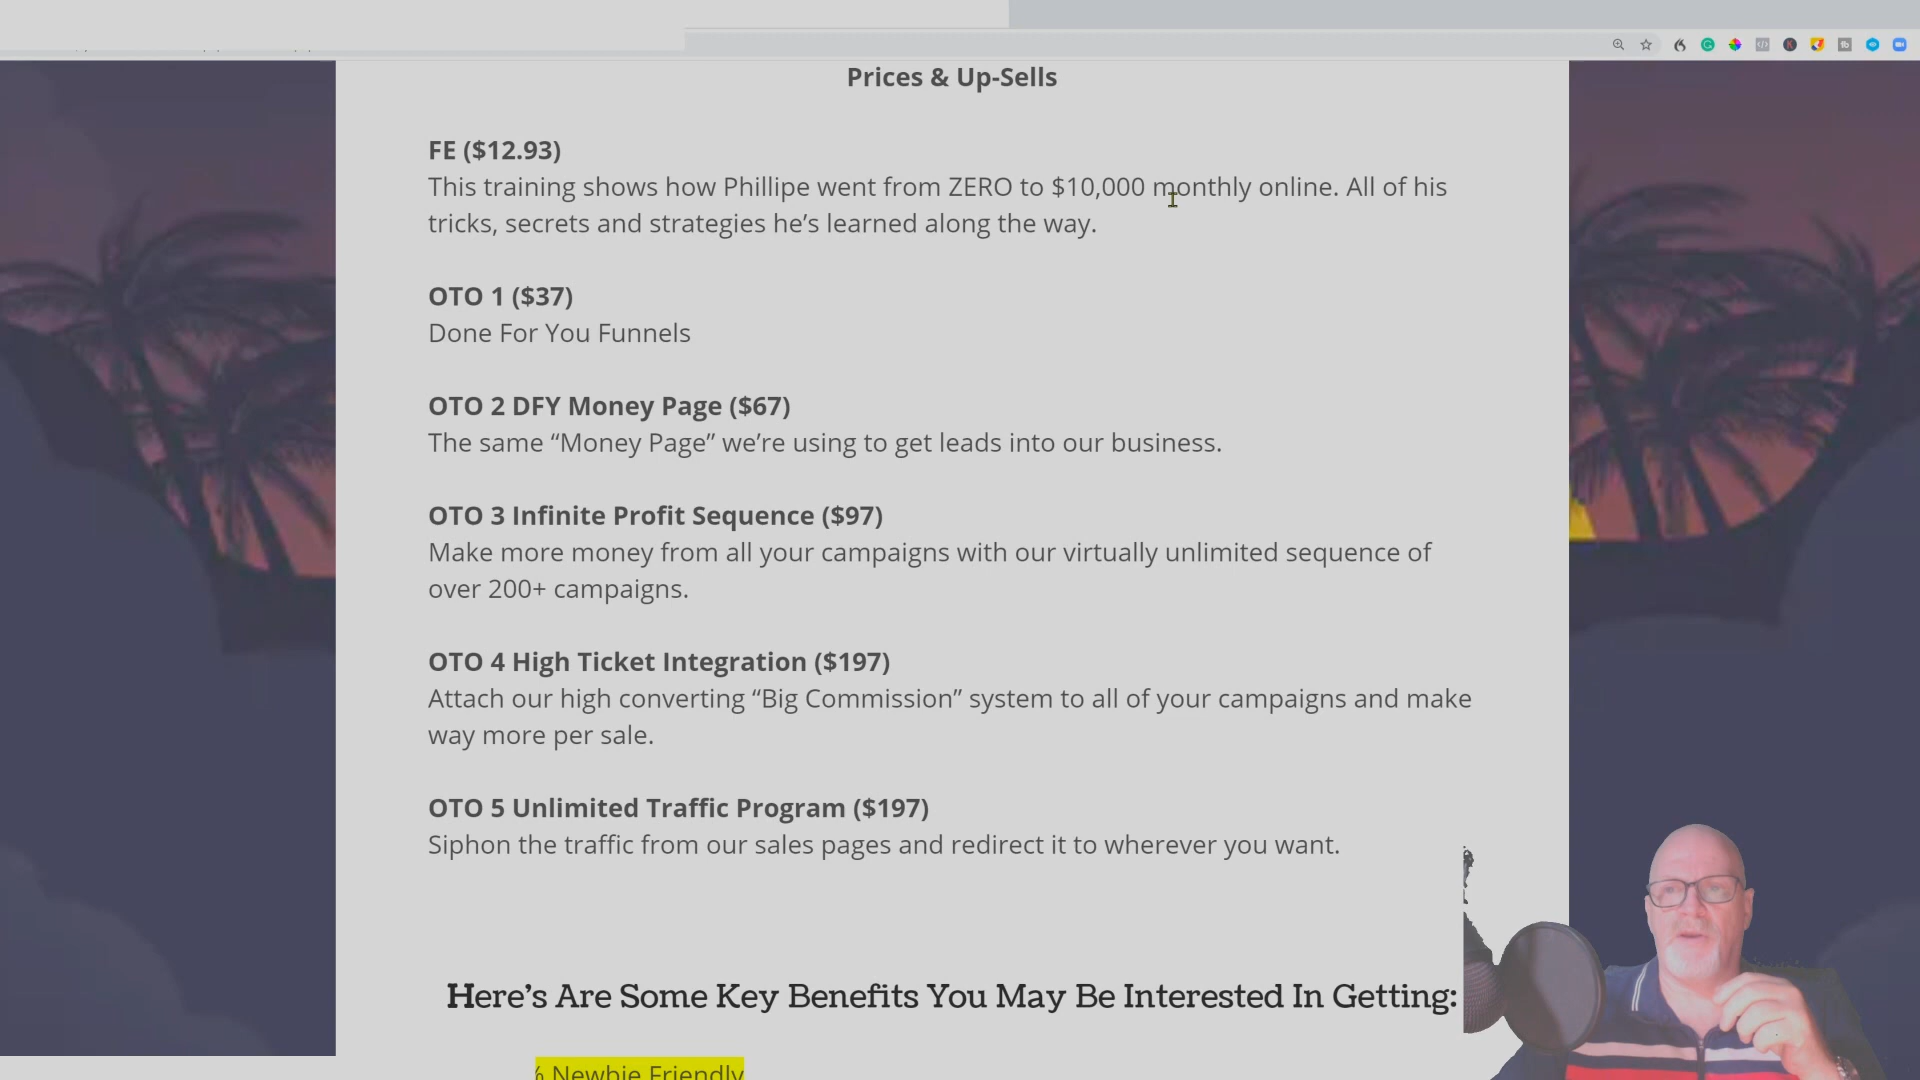 Prices & Up-Sells
FE ($12.93)
This training shows how Phillipe went from ZERO to $10,000 monthly online. All of his
tricks, secrets and strategies he’s learned along the way.
OTO 1 ($37)
Done For You Funnels
OTO 2 DFY Money Page ($67)
The same “Money Page” we’re using to get leads into our business.
OTO 3 Infinite Profit Sequence ($97)
Make more money from all your campaigns with our virtually unlimited sequence of
over 200+ campaigns.
OTO 4 High Ticket Integration ($197)
Attach our high converting “Big Commission” system to all of your campaigns and make
way more per sale.
OTO 5 Unlimited Traffic Program ($197)
Siphon the traffic from our sales pages and redirect it to wherever you want.
Here’s Are Some Key Benefits You May Be Interested In Getting:
% Newbie Friendly